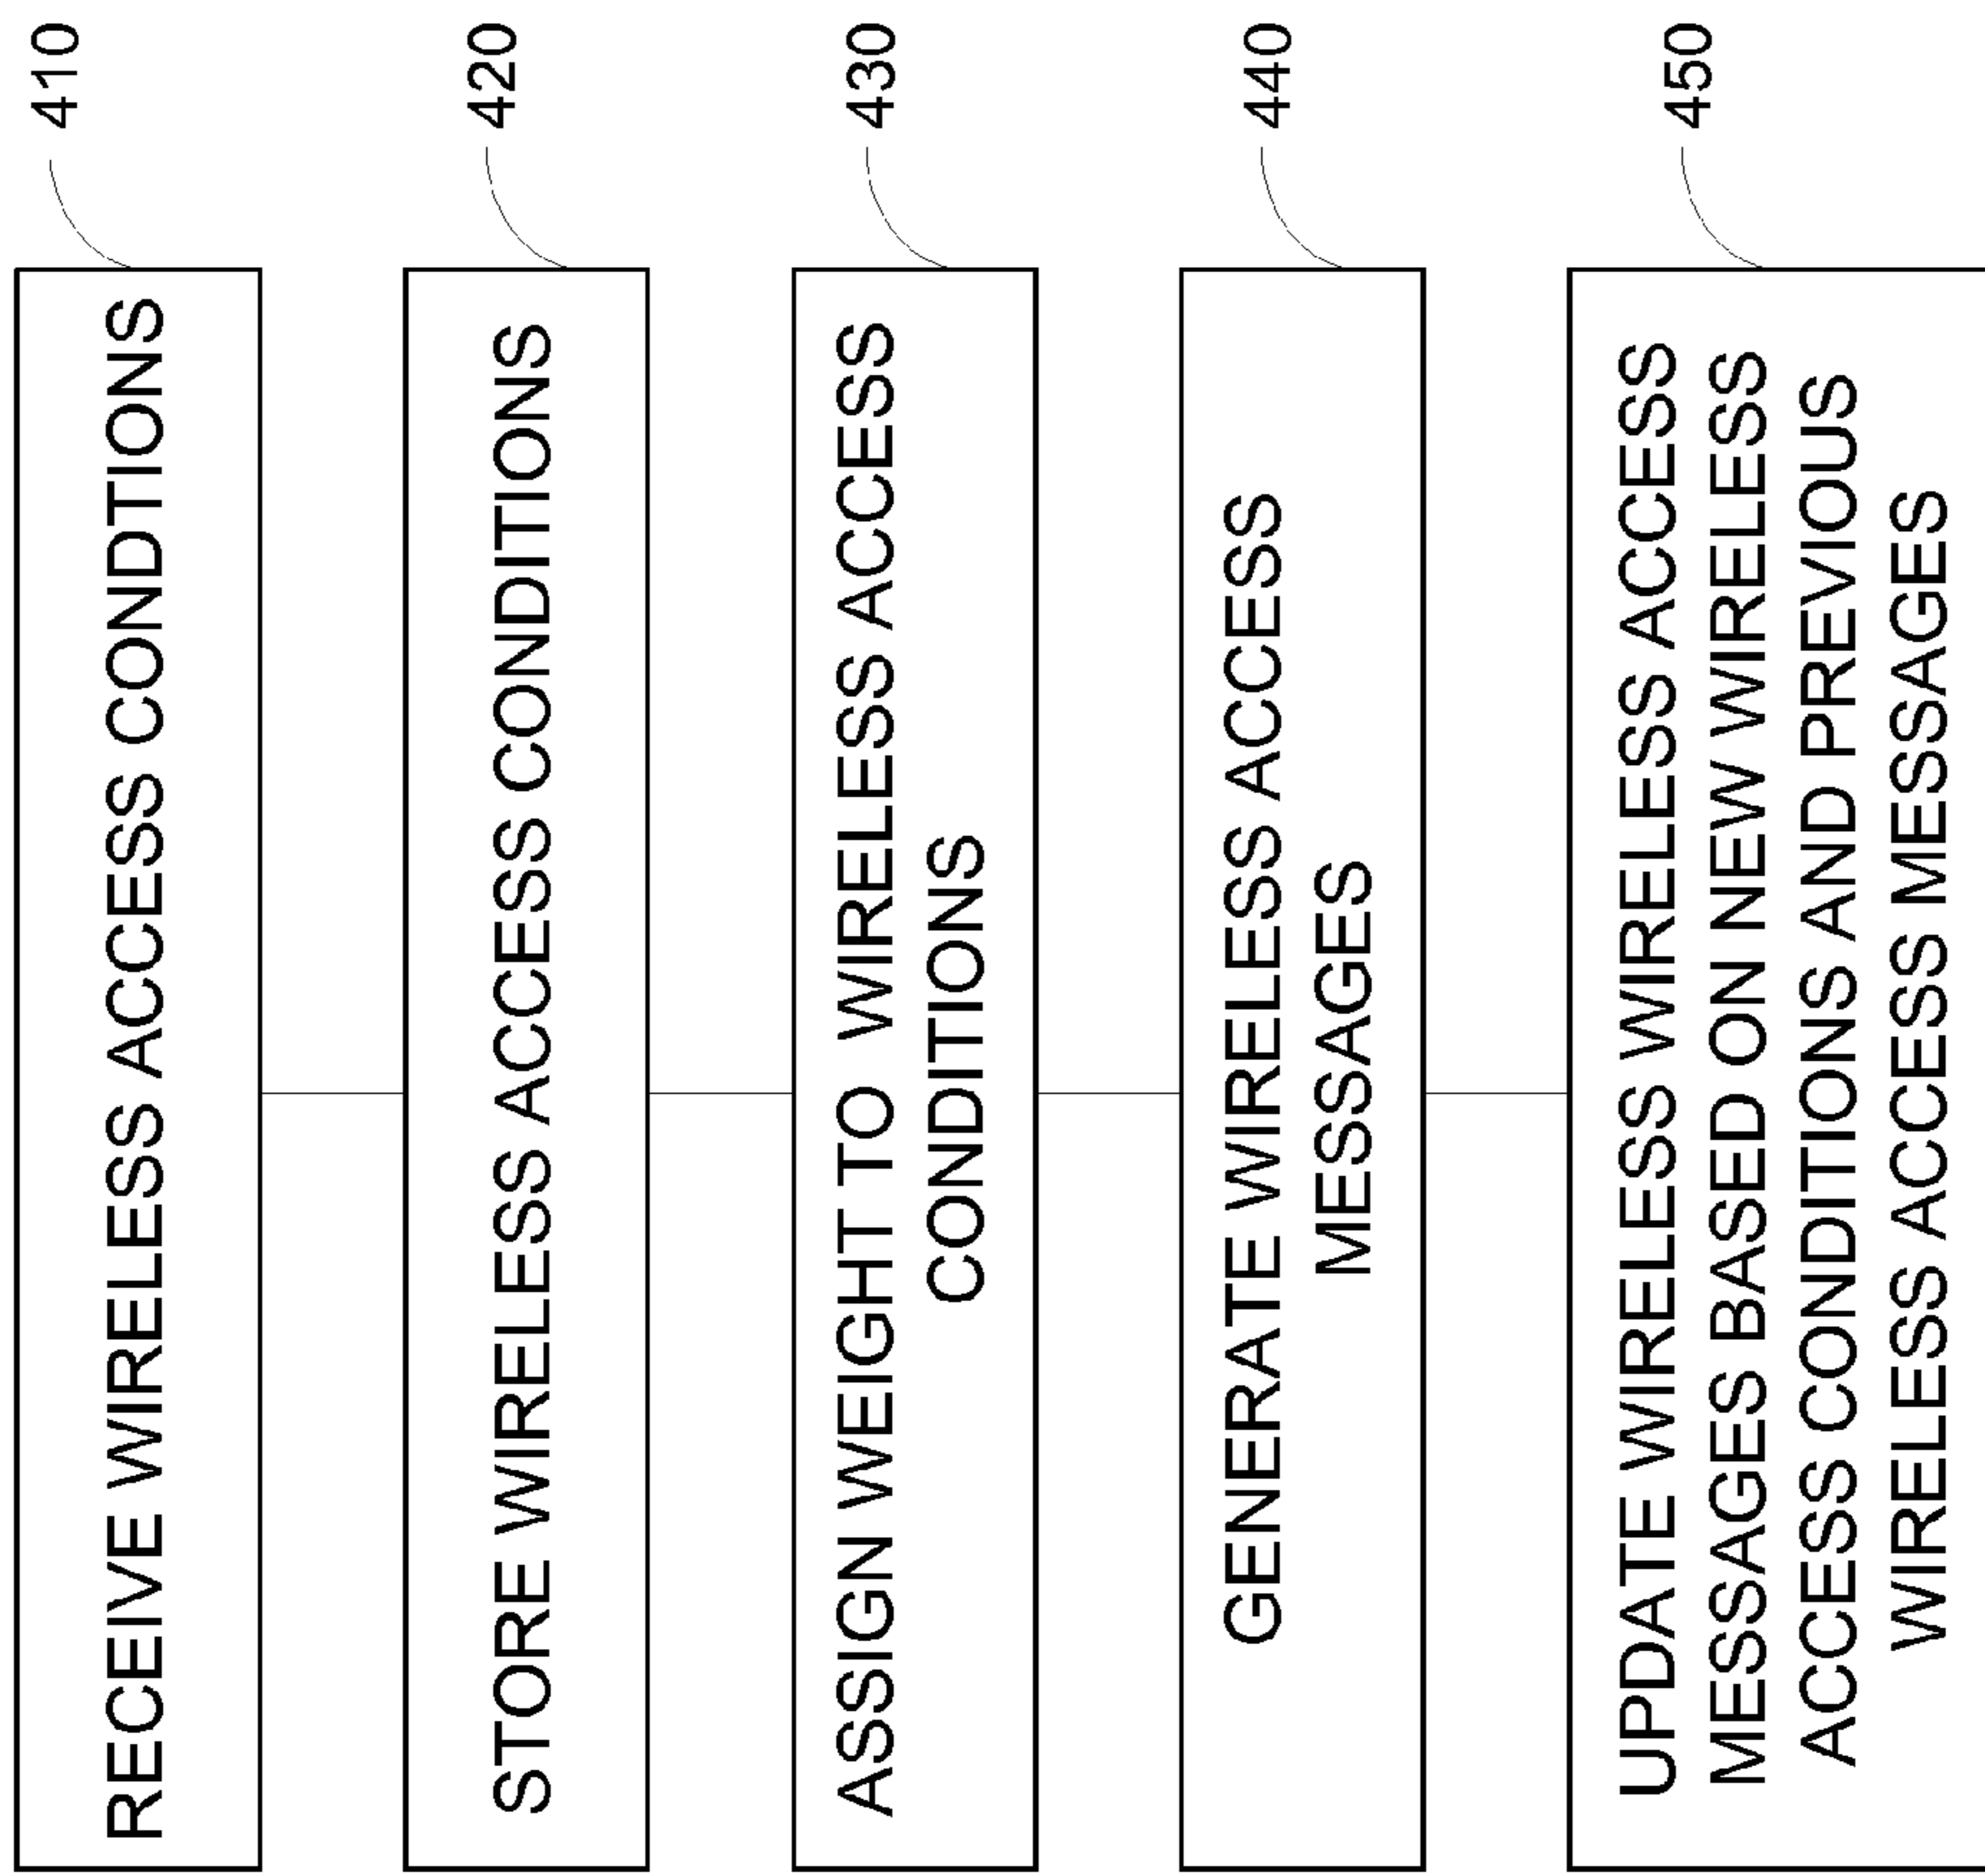 RECEIVE WIRELESS ACCESS CONDTIONS
410
STORE WIRELESS ACCESS CONDITIONS
420
ASSIGN WEIGHT TO WIRELESS ACCESS
CONDITIONS
430
GENERATE WIRELESS ACCESS
MESSAGES
440
UPDATE WIRELESS WIRELESS ACCESS
MESSAGES BASED ON NEW WIRELESS
ACCESS CONDITIONS AND PREVIOUS
WIRELESS ACCESS MESSAGES
450